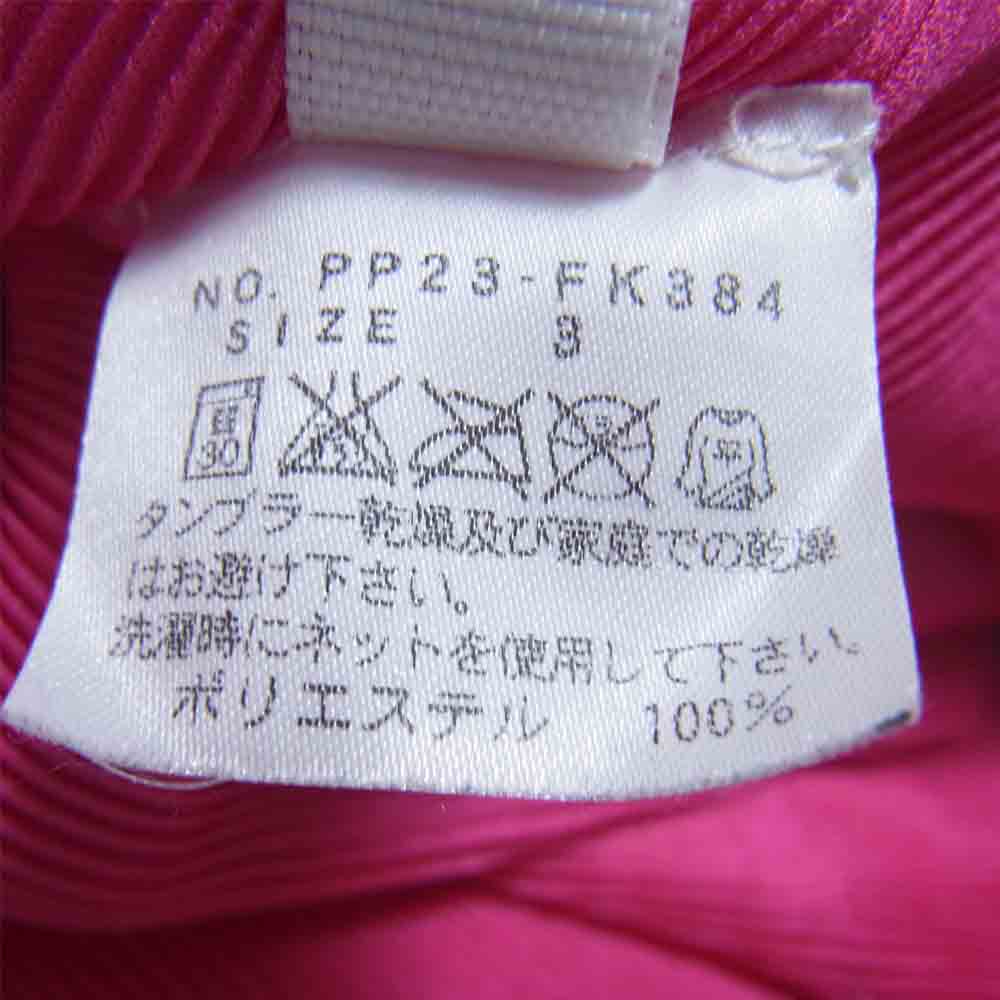 NO. PP23-FK384
SIZE 3
30
タンブラー乾燥及び家庭での乾燥
はお避け下さい。
洗濯時にネットを使用して下さい。
ポリエステル 100%